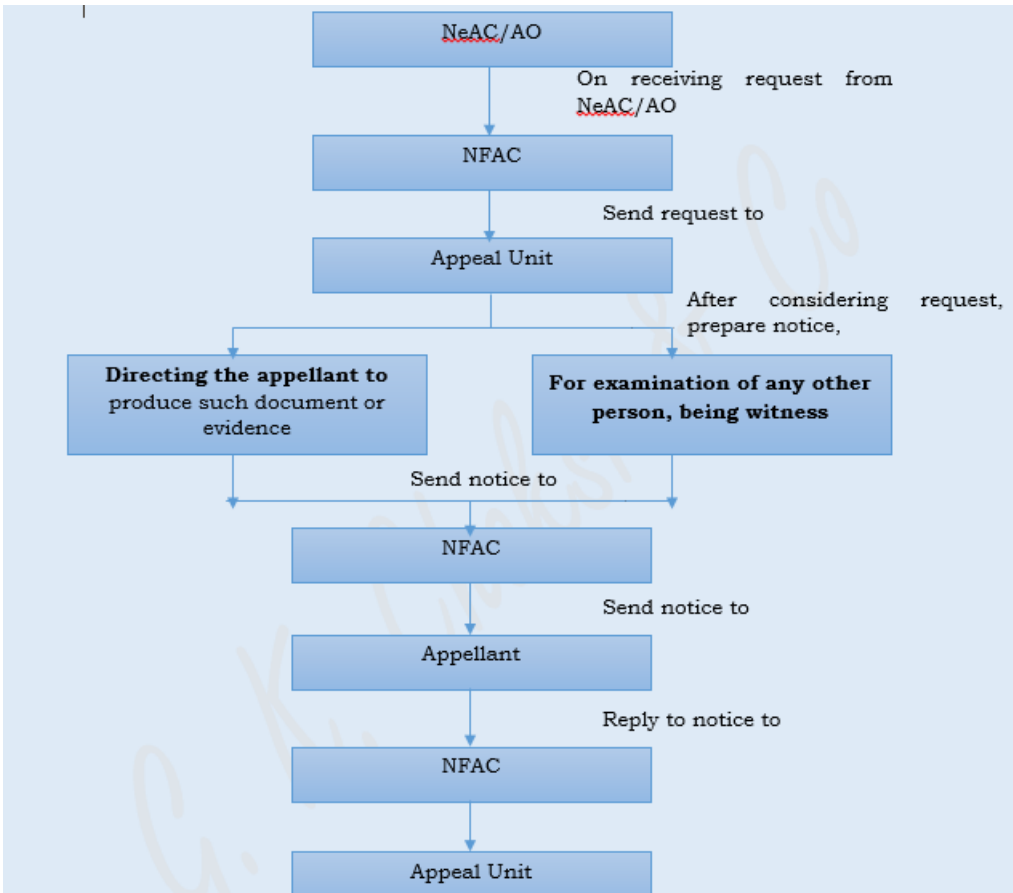 NeAC/AO
On receiving request from
NeAC/AO
NFAC
Send request to
Appeal Unit
After considering request,
prepare notice,
Directing the appellant to
produce such document or
evidence
For examination of any other
person, being witness
Send notice to
NFAC
Send notice to
Appellant
Reply to notice to
NFAC
Appeal Unit